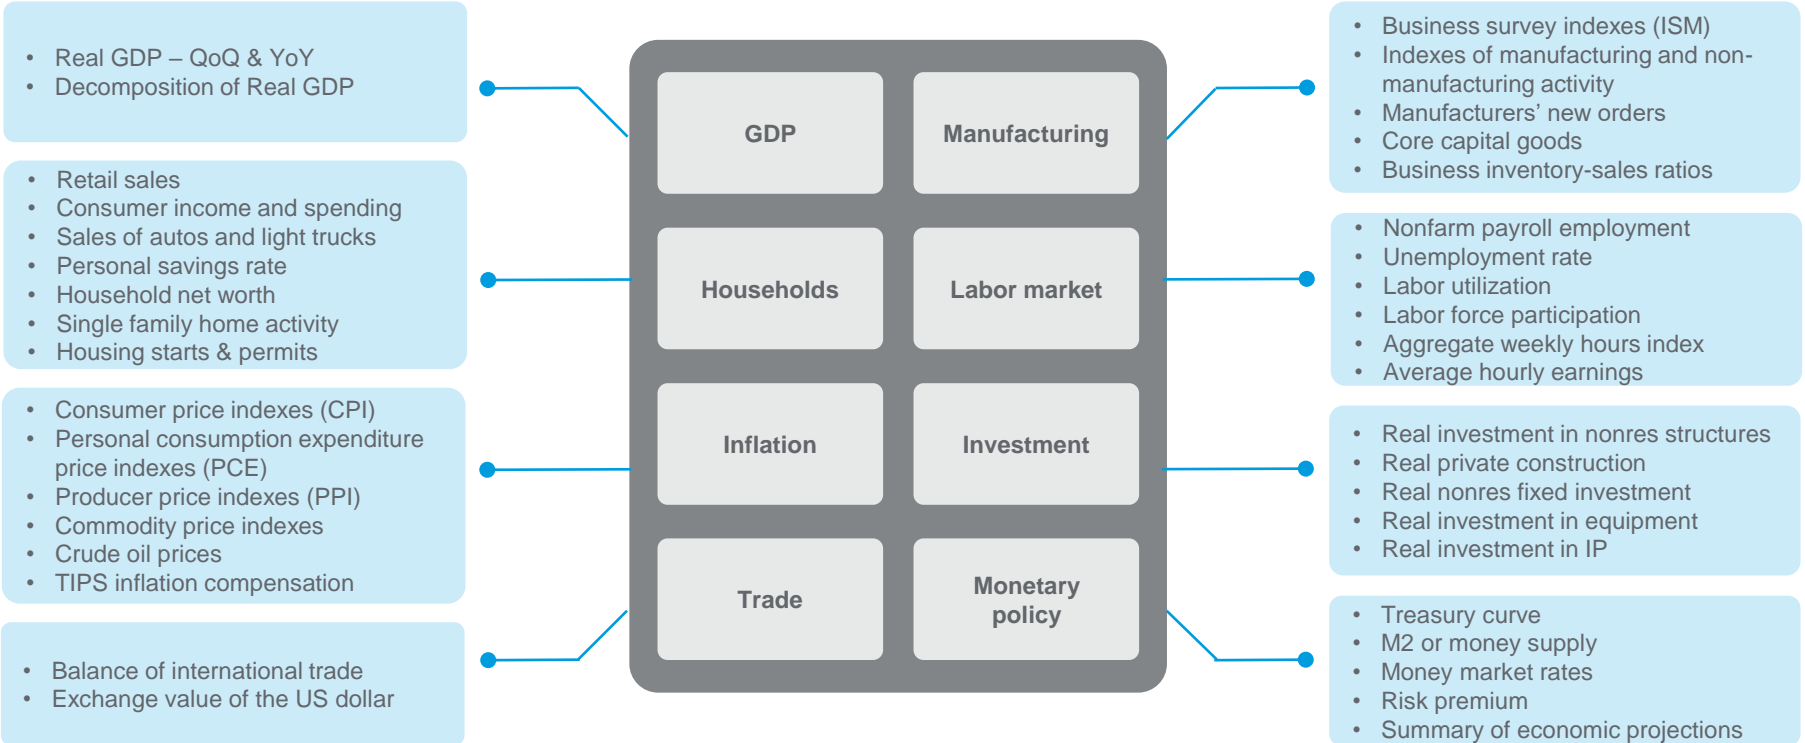 • Real GDP – QoQ & YoY
• Decomposition of Real GDP
• Retail sales
• Consumer income and spending
• Sales of autos and light trucks
• Personal savings rate
• Household net worth
• Single family home activity
• Housing starts & permits
• Consumer price indexes (CPI)
• Personal consumption expenditure
price indexes (PCE)
• Producer price indexes (PPI)
• Commodity price indexes
• Crude oil prices
• TIPS inflation compensation
• Balance of international trade
• Exchange value of the US dollar
GDP
Manufacturing
Households
Labor market
Inflation
Investment
Trade
Monetary
policy
• Business survey indexes (ISM)
• Indexes of manufacturing and non-
manufacturing activity
• Manufacturers’ new orders
• Core capital goods
• Business inventory-sales ratios
• Nonfarm payroll employment
• Unemployment rate
• Labor utilization
• Labor force participation
• Aggregate weekly hours index
• Average hourly earnings
• Real investment in nonres structures
• Real private construction
• Real nonres fixed investment
• Real investment in equipment
• Real investment in IP
• Treasury curve
• M2 or money supply
• Money market rates
• Risk premium
• Summary of economic projections